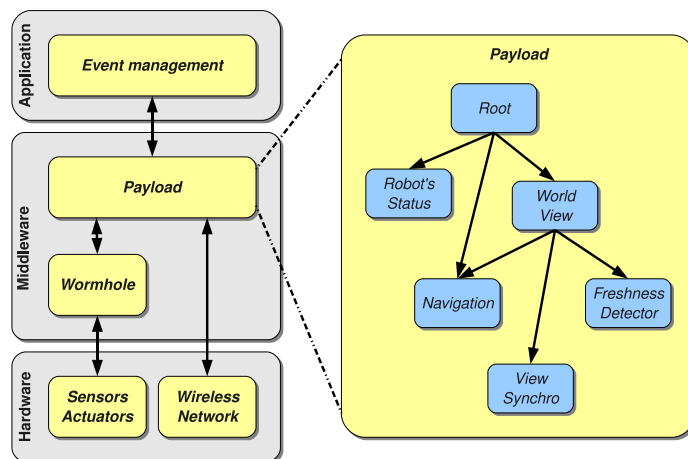 Application
Event management
Middleware
Payload
Wormhole
Hardware
Sensors
Actuators
Wireless
Network
Payload
Root
Robot's
Status
World
View
Navigation
Freshness
Detector
View
Synchro